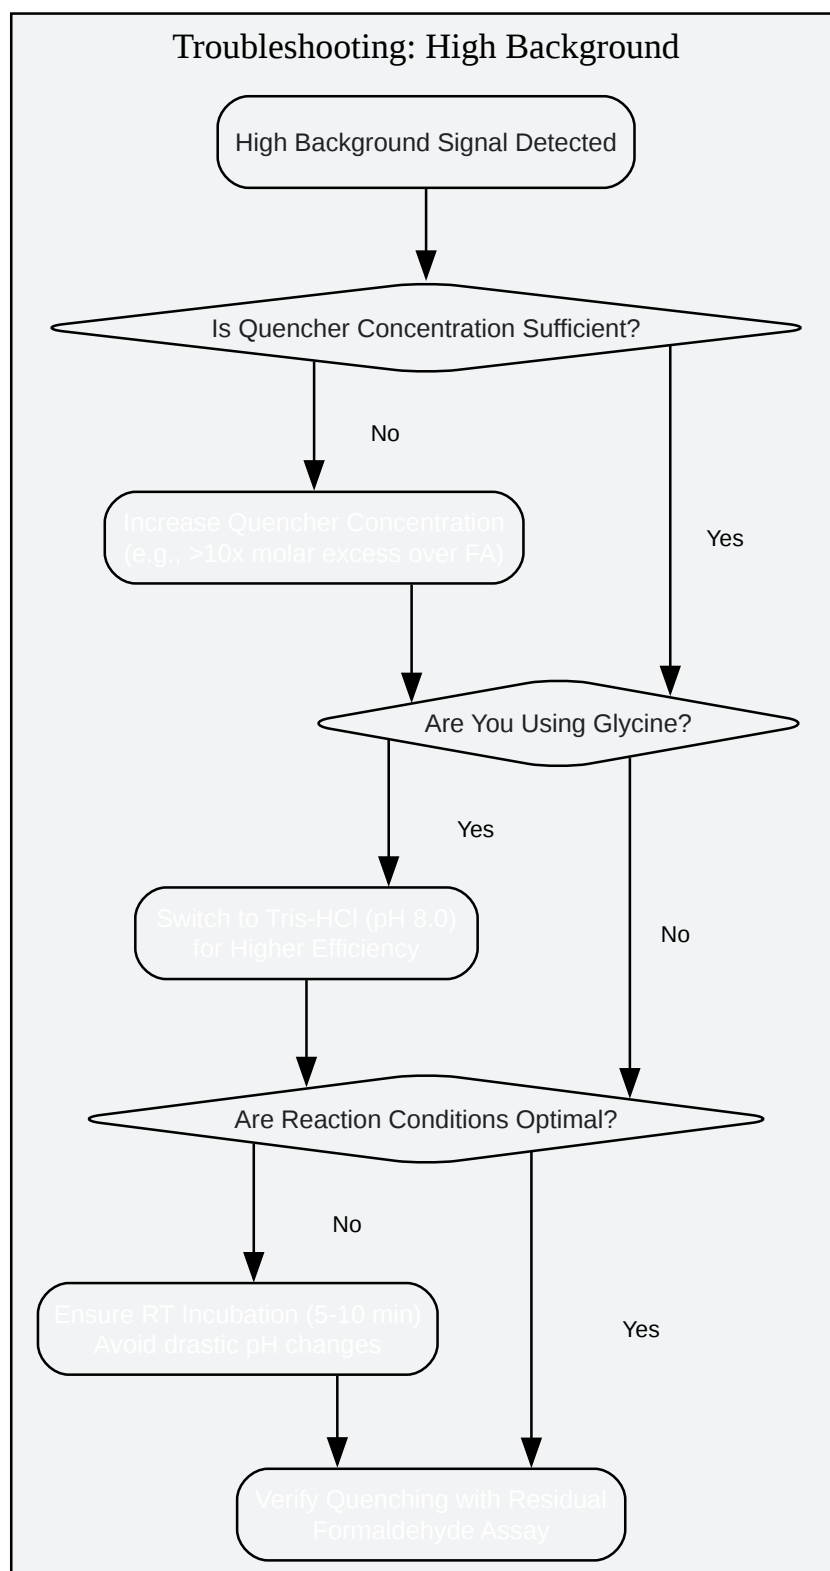 Troubleshooting: High Background
High Background Signal Detected
Is Quencher Concentration Sufficient?
No
Increase Quencher Concentration
(e.g., >10x molar excess over FA)
Yes
Are You Using Glycine?
Yes
Switch to Tris-HCl (pH 8.0)
for Higher Efficiency
No
Are Reaction Conditions Optimal?
No
Ensure RT Incubation (5-10 min)
Avoid drastic pH changes
Yes
Verify Quenching with Residual
Formaldehyde Assay